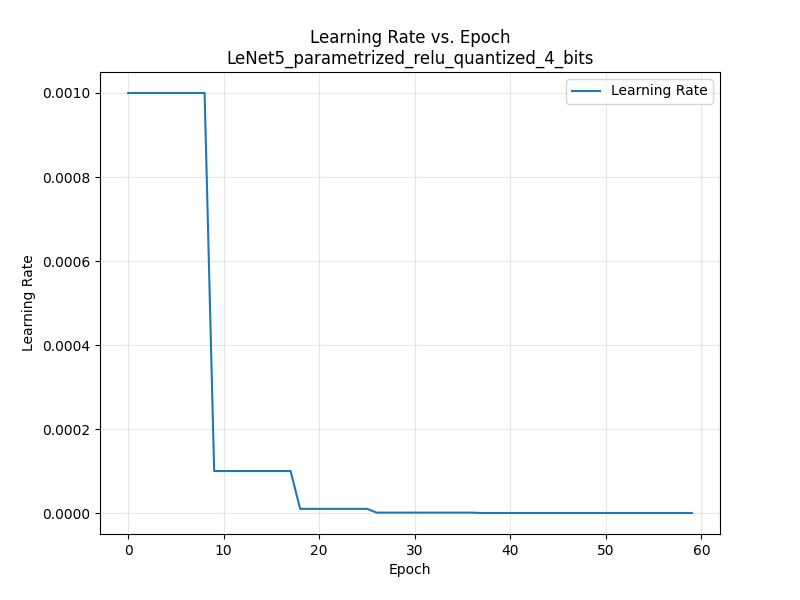 Learning Rate vs. Epoch
LeNet5_parametrized_relu_quantized_4_bits
Learning Rate
0.0010
0.0008
0.0006
0.0004
0.0002
0.0000
Learning Rate
0 10 20 30 40 50 60
Epoch